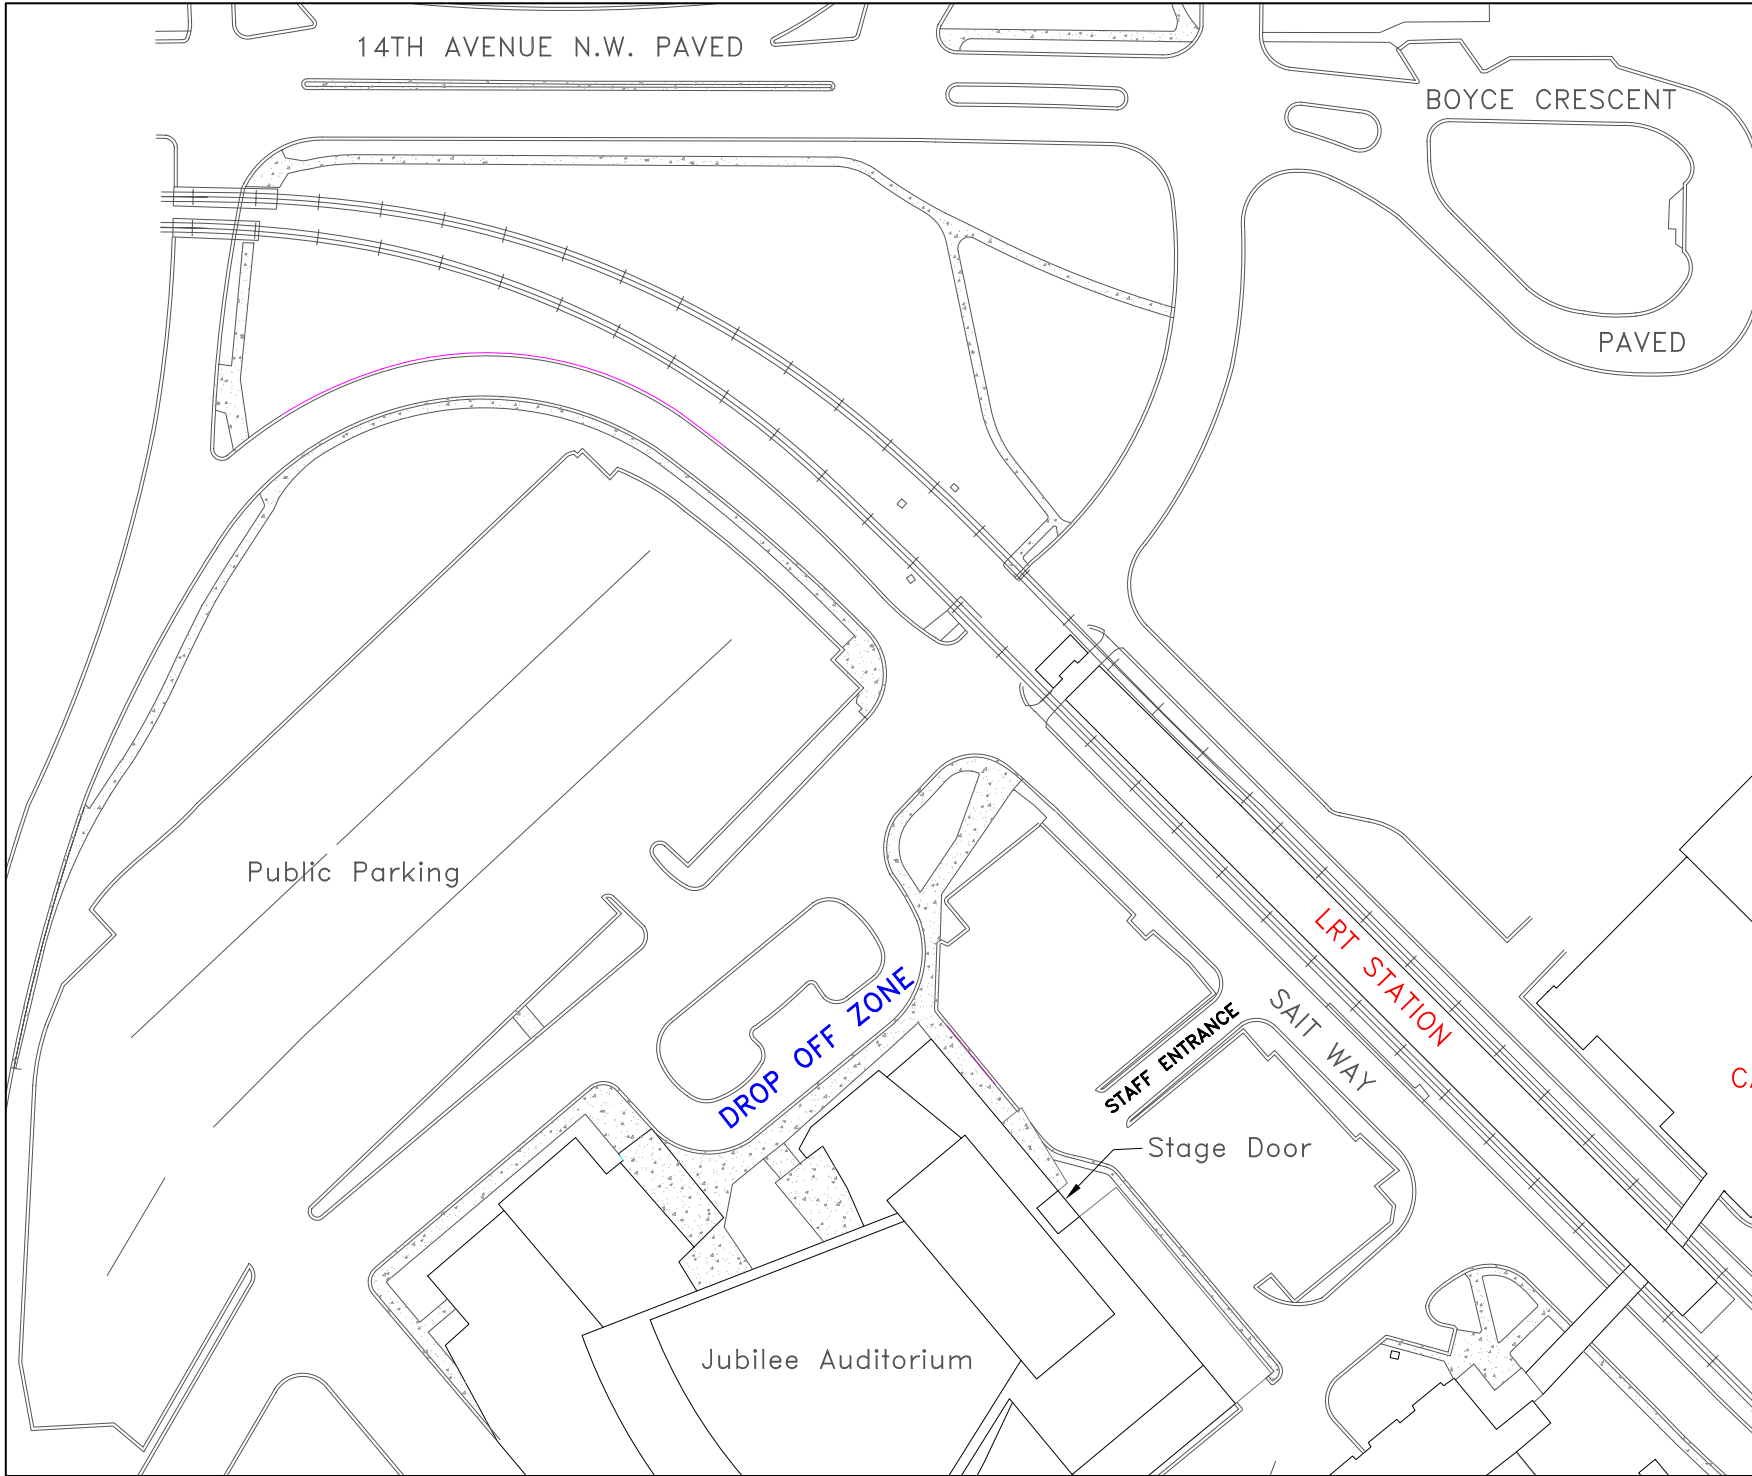 14TH AVENUE N.W. PAVED
BOYCE CRESCENT
PAVED
Public Parking
LRT STATION
DROP OFF ZONE
SAIT WAY
STAFF ENTRANCE
Stage Door
Jubilee Auditorium